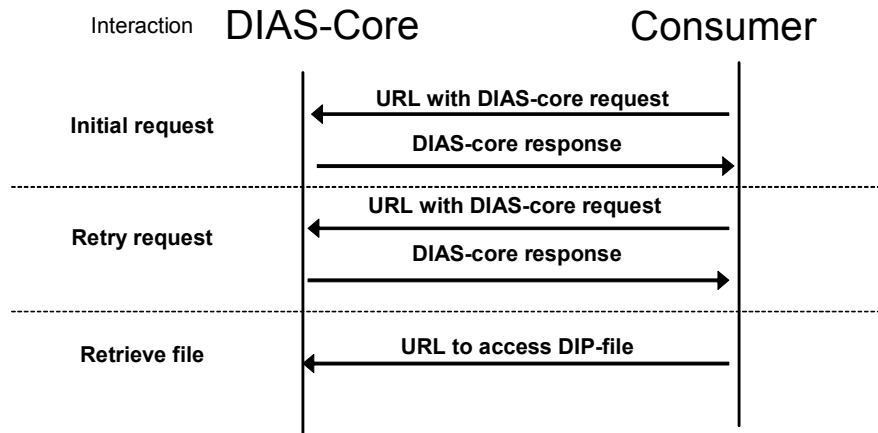 Interaction DIAS-Core Consumer
URL with DIAS-core request
Initial request
DIAS-core response
URL with DIAS-core request
Retry request
DIAS-core response
Retrieve file
URL to access DIP-file